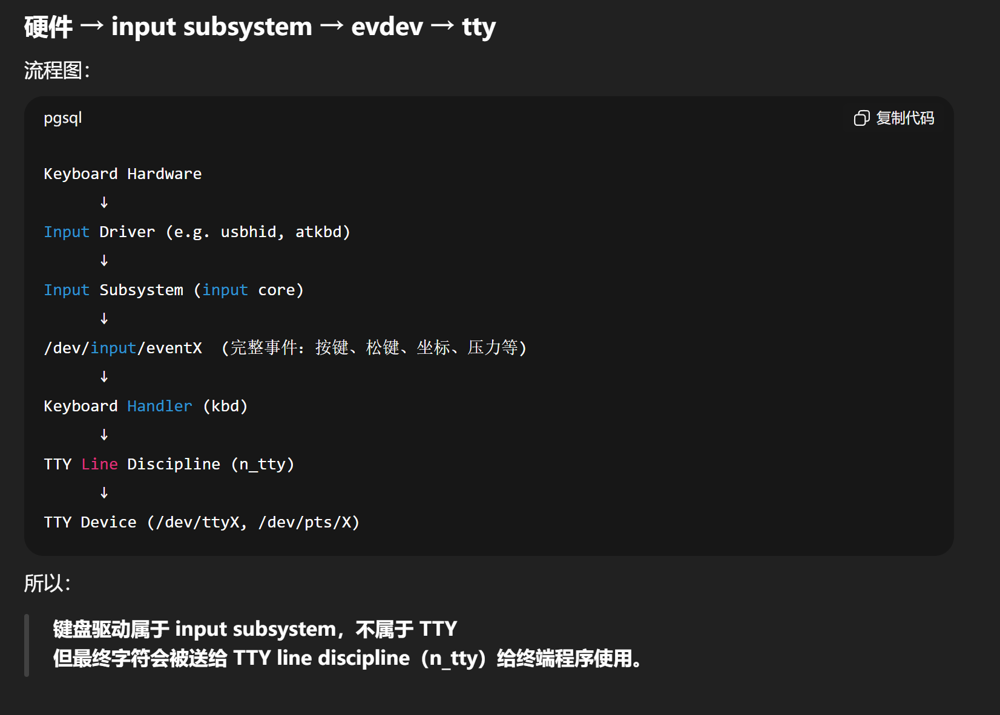 硬件 → input subsystem → evdev → tty
流程图：
pgsql
复制代码
Keyboard Hardware
↓
Input Driver (e.g. usbhid, atkbd)
↓
Input Subsystem (input core)
↓
/dev/input/eventX （完整事件：按键、松键、坐标、压力等）
↓
Keyboard Handler (kbd)
↓
TTY Line Discipline (n_tty)
↓
TTY Device (/dev/ttyX, /dev/pts/X)
所以：
键盘驱动属于 input subsystem，不属于 TTY
但最终字符会被送给 TTY line discipline（n_tty）给终端程序使用。